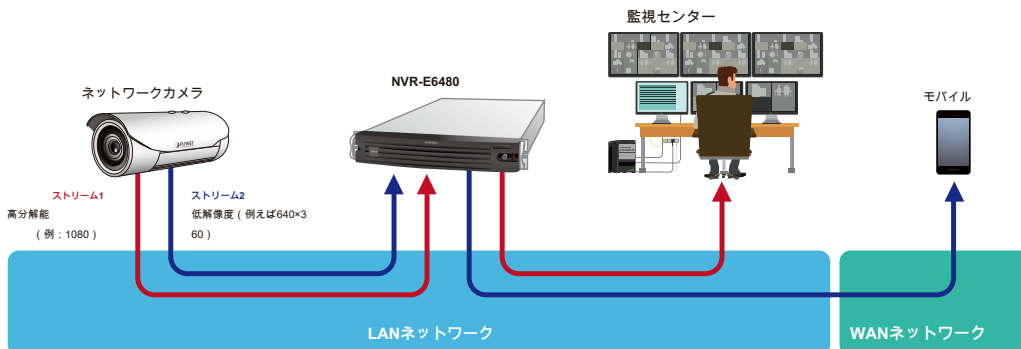 監視センター
NVR-E6480
ネットワークカメラ
モバイル
PLANET
ストリーム1
高分解能
(例:1080)
ストリーム2
低解像度(例えば640×3
60)
LANネットワーク
WANネットワーク